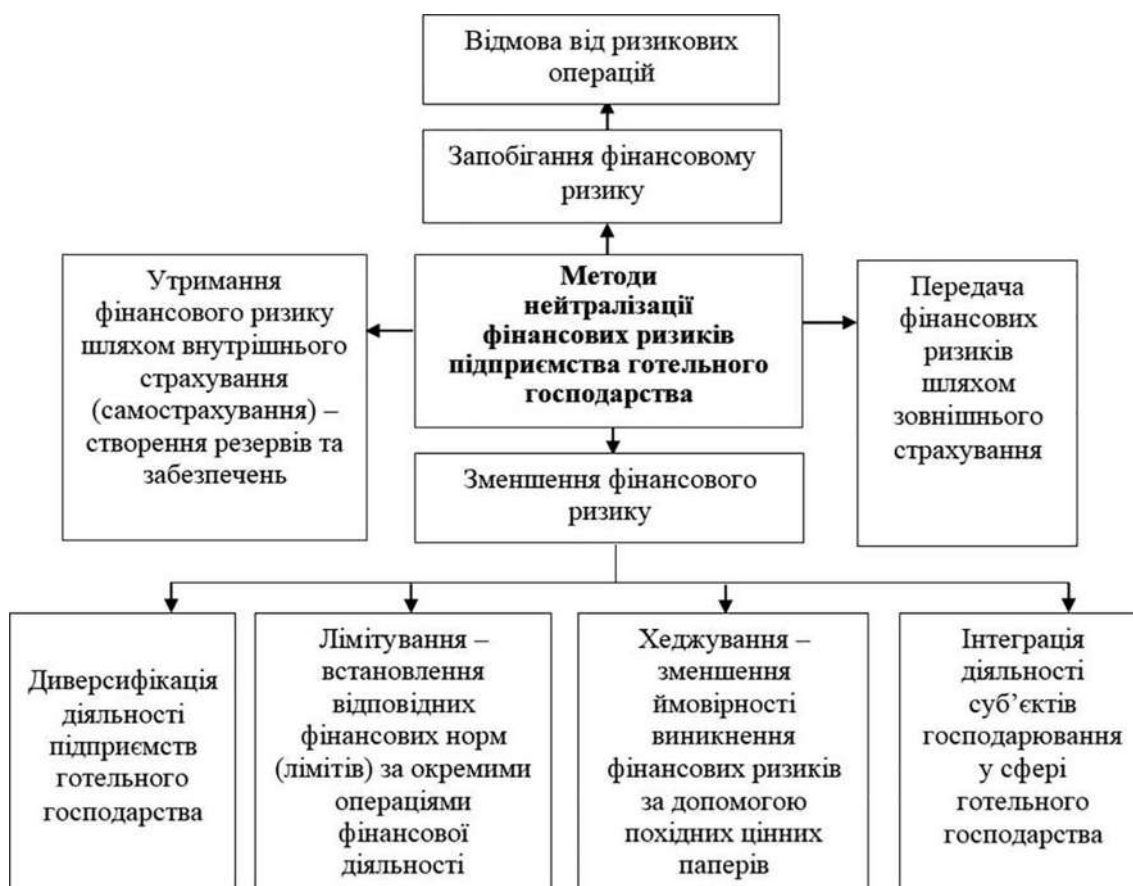 Відмова від ризикових
операцій
Запобігання фінансовому
ризику
Утримання
фінансового ризику
шляхом внутрішнього
страхування
(самострахування) –
створення резервів та
забезпечень
Методи
нейтралізації
фінансових ризиків
підприємства готельного
господарства
Передача
фінансових
ризиків
шляхом
зовнішнього
страхування
Зменшення фінансового
ризику
Диверсифікація
діяльності
підприємств
готельного
господарства
Лімітування –
встановлення
відповідних
фінансових норм
(лімітів) за окремими
операціями
фінансової
діяльності
Хеджування –
зменшення
ймовірності
виникнення
фінансових ризиків
за допомогою
похідних цінних
паперів
Інтеграція
діяльності
суб’єктів
господарювання
у сфері
готельного
господарства